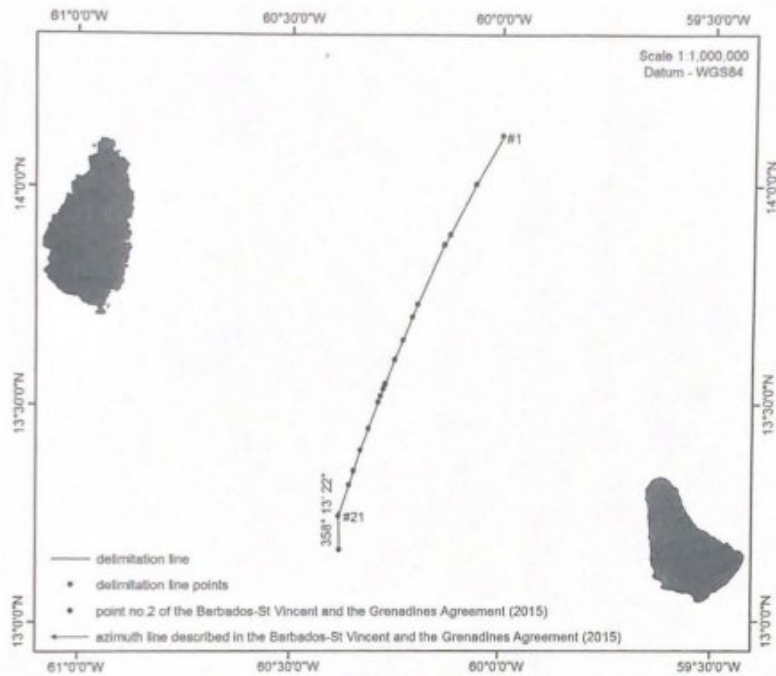 61°0'0"W 60°30'0"W 60°0'0"W 59°30'0"W
Scale 1:1,000,000
Datum - WGS84
#1
14°0'0"N 14°0'0"N
13°30'0"N 13°30'0"N
358° 13' 22"
#21
delimitation line
delimitation line points
point no.2 of the Barbados-St Vincent and the Grenadines Agreement (2015)
azimuth line described in the Barbados-St Vincent and the Grenadines Agreement (2015)
13°0'0"N 13°0'0"N
61°0'0"W 60°30'0"W 60°0'0"W 59°30'0"W